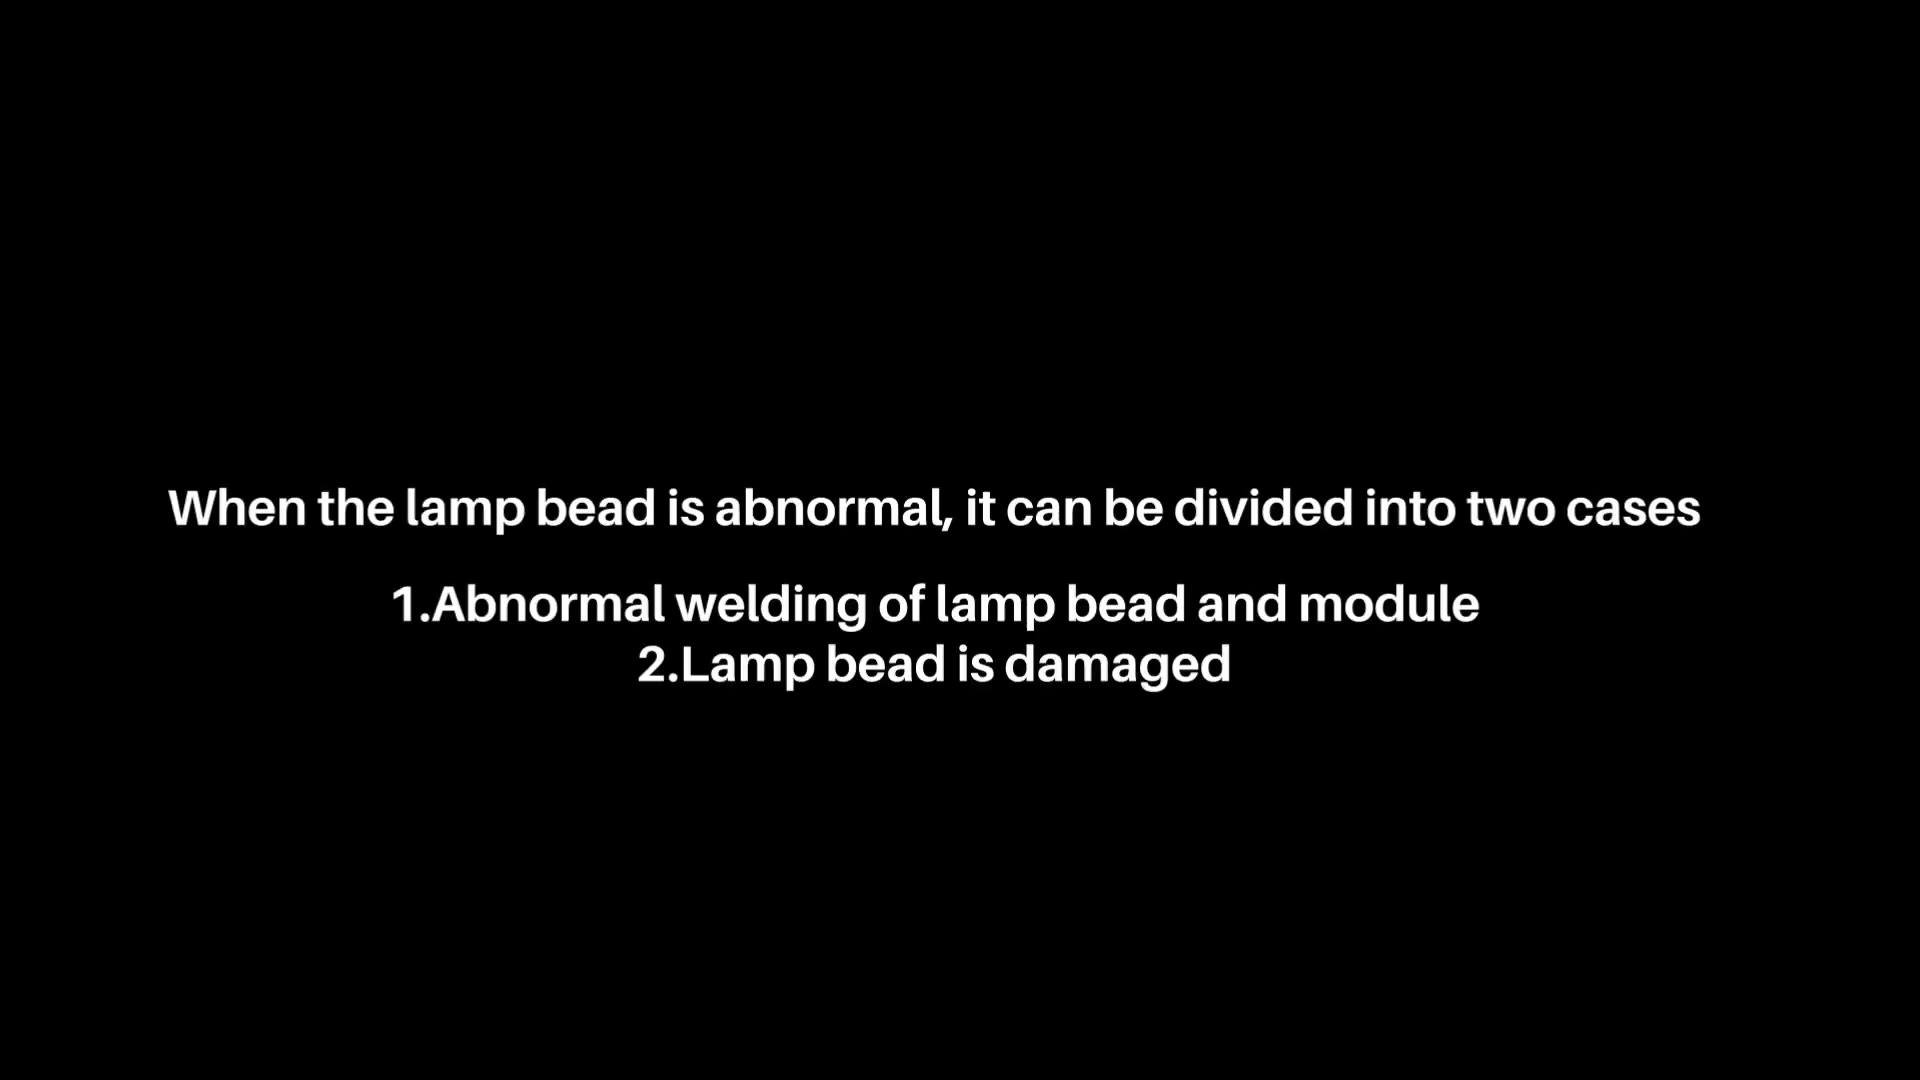 When the lamp bead is abnormal, it can be divided into two cases
1.Abnormal welding of lamp bead and module
2.Lamp bead is damaged